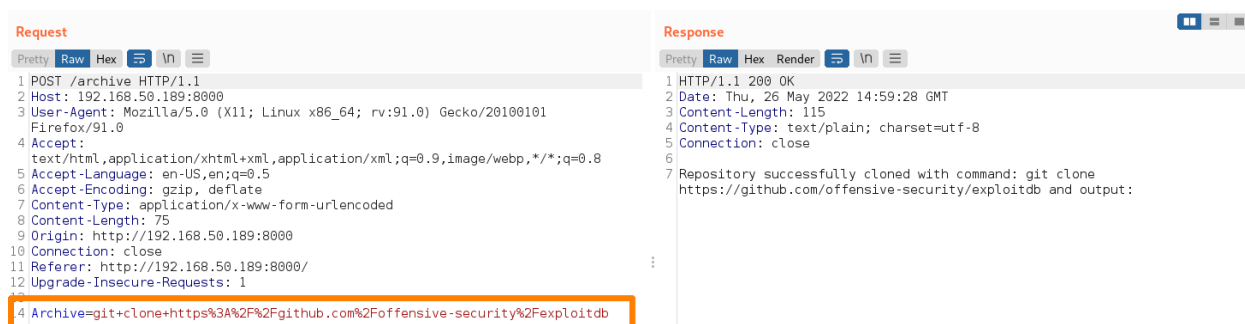 Request
Pretty Raw Hex \n
1 POST /archive HTTP/1.1
2 Host: 192.168.50.189:8000
3 User-Agent: Mozilla/5.0 (X11; Linux x86_64; rv:91.0) Gecko/20100101
Firefox/91.0
4 Accept:
text/html,application/xhtml+xml,application/xml;q=0.9,image/webp,*/*;q=0.8
5 Accept-Language: en-US,en;q=0.5
6 Accept-Encoding: gzip, deflate
7 Content-Type: application/x-www-form-urlencoded
8 Content-Length: 75
9 Origin: http://192.168.50.189:8000
10 Connection: close
11 Referer: http://192.168.50.189:8000/
12 Upgrade-Insecure-Requests: 1
4 Archive=git+clone+https%3A%2F%2Fgithub.com%2Foffensive-security%2Fexploitdb
Response
Pretty Raw Hex Render \n
1 HTTP/1.1 200 OK
2 Date: Thu, 26 May 2022 14:59:28 GMT
3 Content-Length: 115
4 Content-Type: text/plain; charset=utf-8
5 Connection: close
6
7 Repository successfully cloned with command: git clone
https://github.com/offensive-security/exploitdb and output: